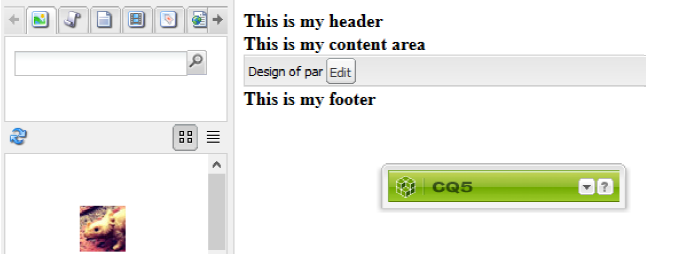 This is my header
This is my content area
Design of par Edit
This is my footer
CQ5
?